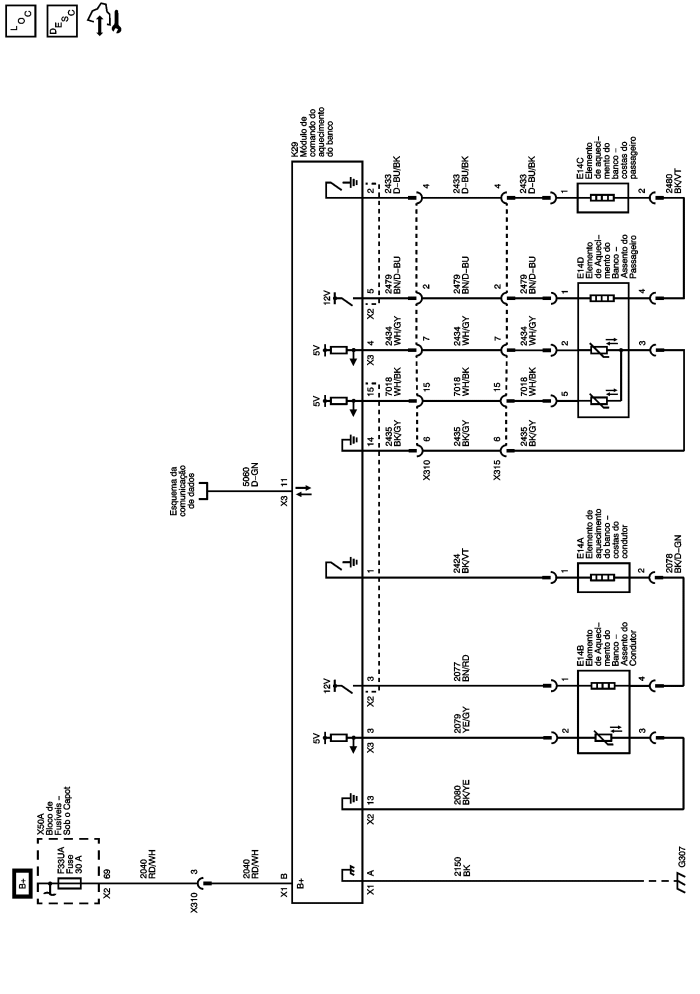 LOC
DESC
K29
Módulo de
comando do
aquecimento
do banco
2
2433
D-BU/BK
4
2433
D-BU/BK
4
2433
D-BU/BK
1
E14C
Elemento
de aqueci-
mento do
banco -
costas do
passageiro
2
2480
BK/VT
12V
5
X2
2479
BN/D-BU
2
2479
BN/D-BU
2
2479
BN/D-BU
1
E14D
Elemento
de Aqueci-
mento do
Banco -
Assento do
Passageiro
4
5V
4
X3
2434
WH/GY
7
2434
WH/GY
7
2434
WH/GY
2
3
5V
15
7018
WH/BK
15
7018
WH/BK
15
7018
WH/BK
5
14
2435
BK/GY
6
X310
2435
BK/GY
6
X315
2435
BK/GY
Esquema da
comunicação
de dados
5060
D-GN
11
X3
1
2424
BK/VT
1
E14A
Elemento de
aquecimento
do banco -
costas do
condutor
2
2078
BK/D-GN
12V
3
X2
2077
BN/RD
1
E14B
Elemento
de Aqueci-
mento do
Banco -
Assento do
Condutor
4
5V
3
X3
2079
YE/GY
2
3
13
X2
2080
BK/YE
X50A
Bloco de
Fusíveis -
Sob o Capot
B+
F33UA
Fuse
30 A
69
X2
2040
RD/WH
3
X310
2040
RD/WH
B
X1
B+
A
X1
2150
BK
G307